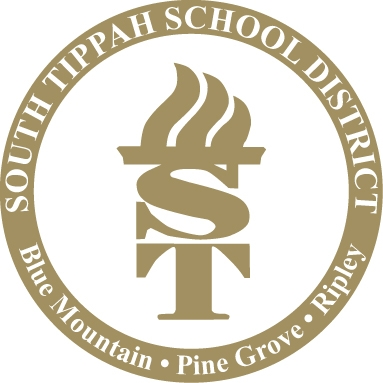 SOUTH TIPPAH SCHOOL DISTRICT
ST
Blue Mountain • Pine Grove • Ripley